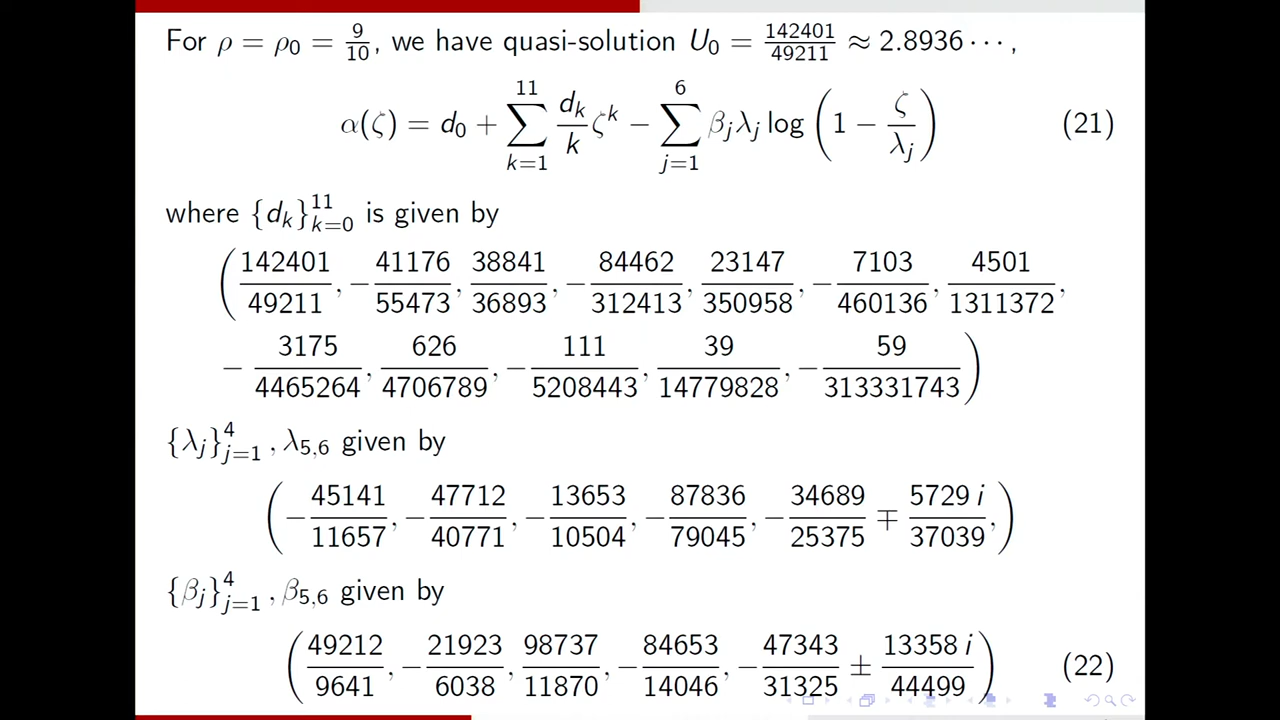 For ρ = ρ₀ = 9/10, we have quasi-solution U₀ = 142401/49211 ≈ 2.8936 ⋯ ,
α(ζ) = d₀ + ∑_{k=1}^{11} d_k/k ζ^k − ∑_{j=1}^{6} β_j λ_j log (1 − ζ/λ_j) (21)
where {d_k}_{k=0}^{11} is given by
(142401/49211, −41176/55473, 38841/36893, −84462/312413, 23147/350958, −7103/460136, 4501/1311372,
−3175/4465264, 626/4706789, −111/5208443, 39/14779828, −59/313331743)
{λ_j}_{j=1}^{4}, λ_{5,6} given by
(−45141/11657, −47712/40771, −13653/10504, −87836/79045, −34689/25375 ∓ 5729 i/37039,)
{β_j}_{j=1}^{4}, β_{5,6} given by
(49212/9641, −21923/6038, 98737/11870, −84653/14046, −47343/31325 ± 13358 i/44499) (22)